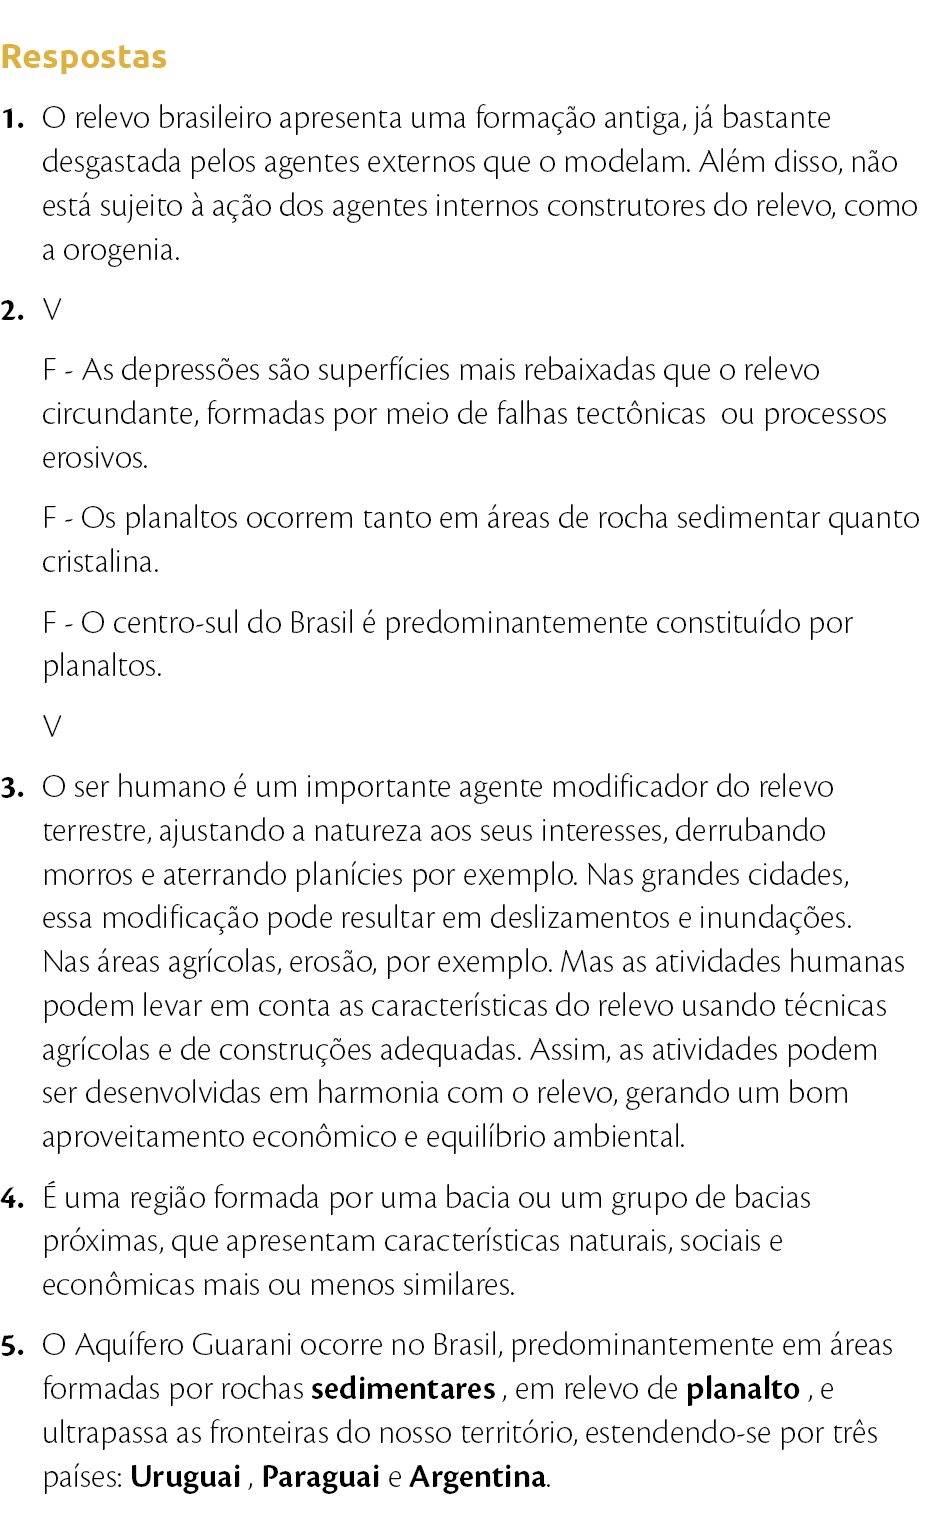 Respostas
1. O relevo brasileiro apresenta uma formação antiga, já bastante
desgastada pelos agentes externos que o modelam. Além disso, não
está sujeito à ação dos agentes internos construtores do relevo, como
a orogenia.
2. V
F - As depressões são superfícies mais rebaixadas que o relevo
circundante, formadas por meio de falhas tectônicas  ou processos
erosivos.
F - Os planaltos ocorrem tanto em áreas de rocha sedimentar quanto
cristalina.
F - O centro-sul do Brasil é predominantemente constituído por
planaltos.
V
3. O ser humano é um importante agente modificador do relevo
terrestre, ajustando a natureza aos seus interesses, derrubando
morros e aterrando planícies por exemplo. Nas grandes cidades,
essa modificação pode resultar em deslizamentos e inundações.
Nas áreas agrícolas, erosão, por exemplo. Mas as atividades humanas
podem levar em conta as características do relevo usando técnicas
agrícolas e de construções adequadas. Assim, as atividades podem
ser desenvolvidas em harmonia com o relevo, gerando um bom
aproveitamento econômico e equilíbrio ambiental.
4. É uma região formada por uma bacia ou um grupo de bacias
próximas, que apresentam características naturais, sociais e
econômicas mais ou menos similares.
5. O Aquífero Guarani ocorre no Brasil, predominantemente em áreas
formadas por rochas sedimentares , em relevo de planalto , e
ultrapassa as fronteiras do nosso território, estendendo-se por três
países: Uruguai , Paraguai e Argentina.